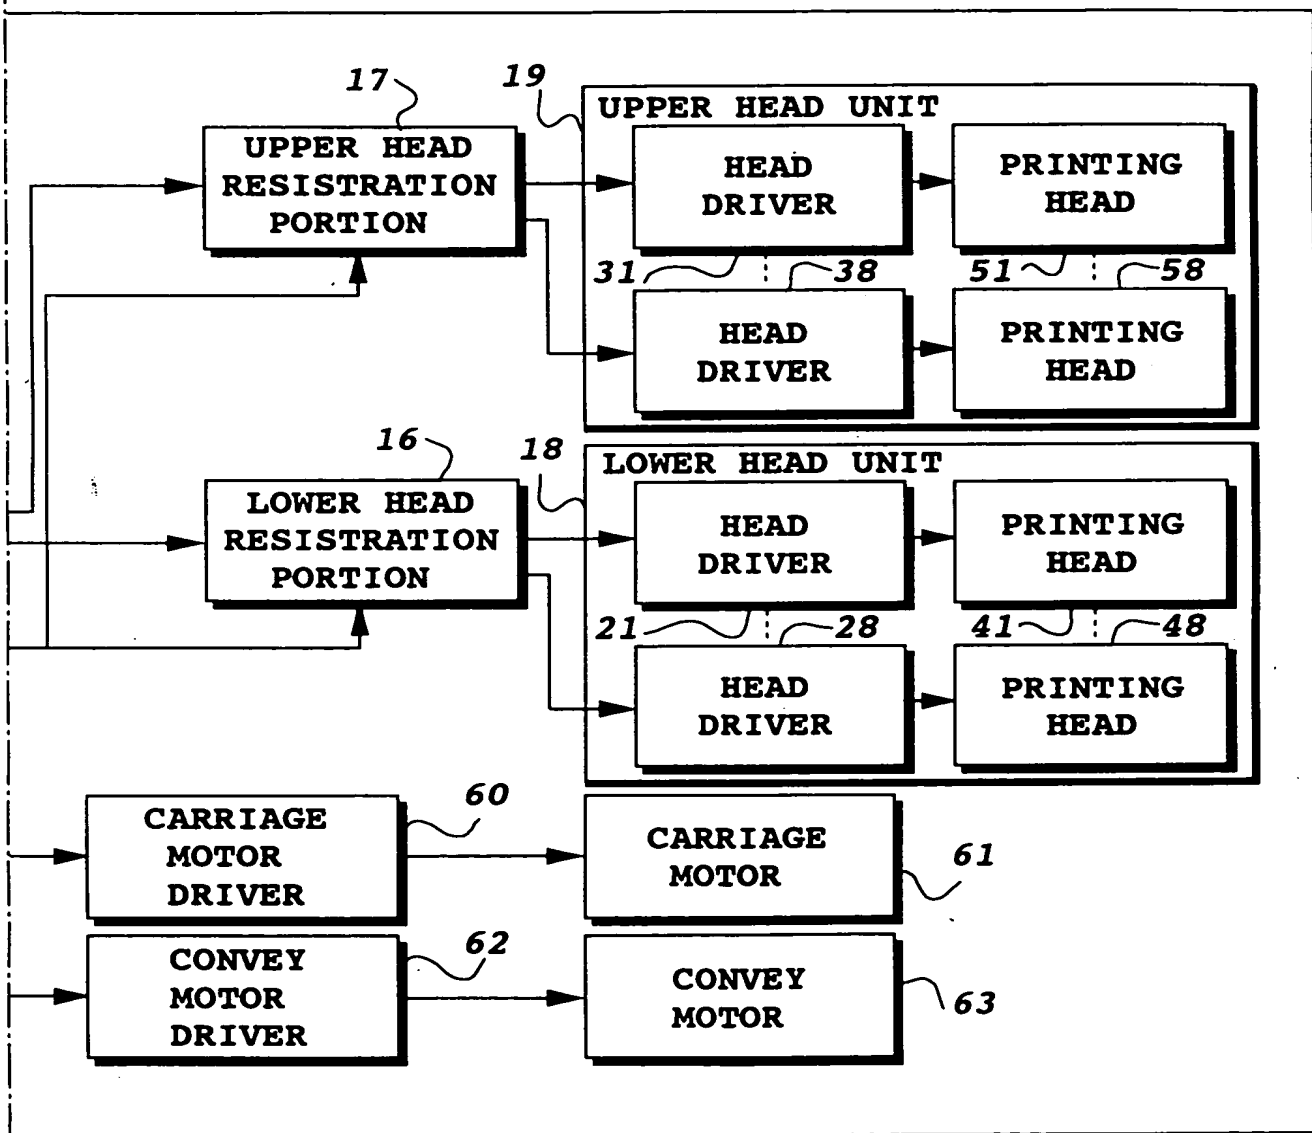 17
19
UPPER HEAD UNIT
UPPER HEAD
RESISTRATION
PORTION
HEAD
DRIVER
PRINTING
HEAD
31
38
51
58
HEAD
DRIVER
PRINTING
HEAD
16
18
LOWER HEAD UNIT
LOWER HEAD
RESISTRATION
PORTION
HEAD
DRIVER
PRINTING
HEAD
21
28
41
48
HEAD
DRIVER
PRINTING
HEAD
CARRIAGE
MOTOR
DRIVER
60
CARRIAGE
MOTOR
61
CONVEY
MOTOR
DRIVER
62
CONVEY
MOTOR
63